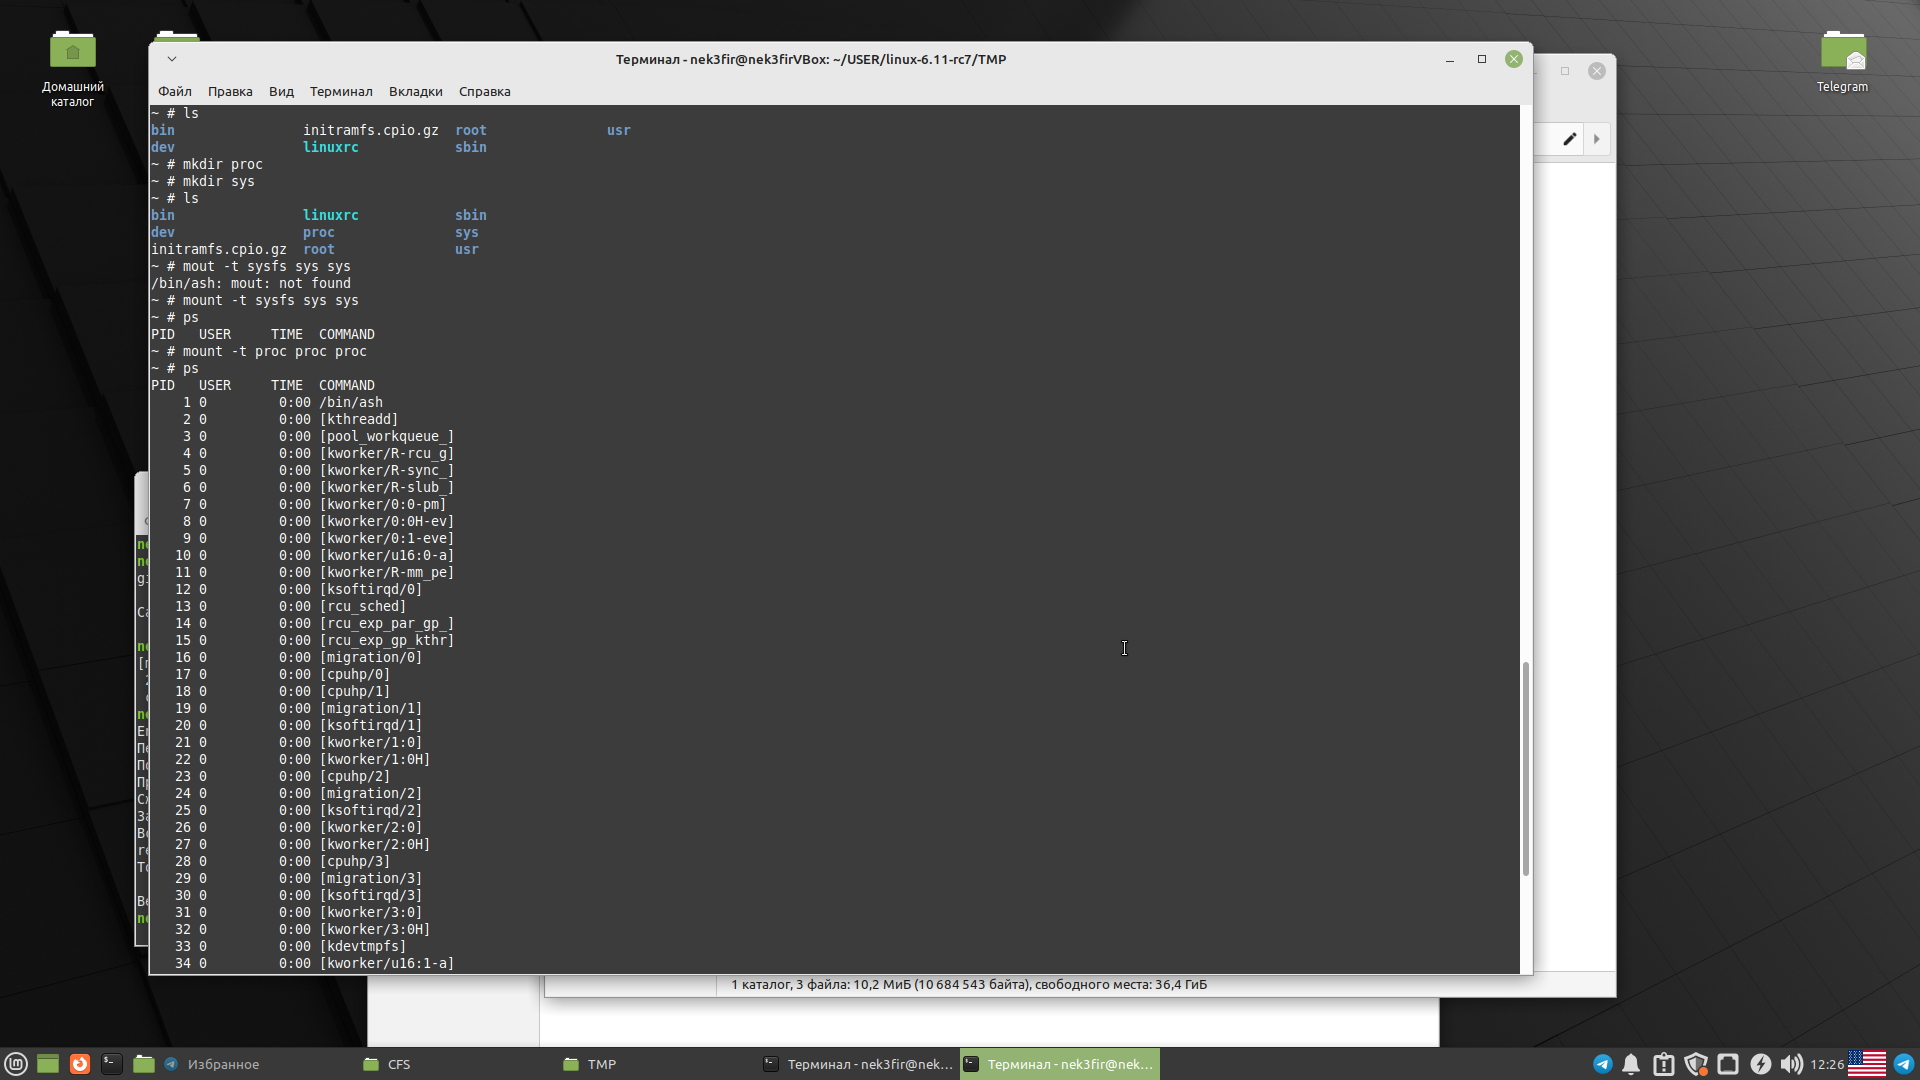 Домашний
каталог
Telegram
Терминал - nek3fir@nek3firVBox: ~/USER/linux-6.11-rc7/TMP
Файл Правка Вид Терминал Вкладки Справка
~ # ls
bin initramfs.cpio.gz root usr
dev linuxrc sbin
~ # mkdir proc
~ # mkdir sys
~ # ls
bin linuxrc sbin
dev proc sys
initramfs.cpio.gz root usr
~ # mout -t sysfs sys sys
/bin/ash: mout: not found
~ # mount -t sysfs sys sys
~ # ps
PID USER TIME COMMAND
~ # mount -t proc proc proc
~ # ps
PID USER TIME COMMAND
1 0 0:00 /bin/ash
2 0 0:00 [kthreadd]
3 0 0:00 [pool_workqueue_]
4 0 0:00 [kworker/R-rcu_g]
5 0 0:00 [kworker/R-sync_]
6 0 0:00 [kworker/R-slub_]
7 0 0:00 [kworker/0:0-pm]
8 0 0:00 [kworker/0:0H-ev]
9 0 0:00 [kworker/0:1-eve]
10 0 0:00 [kworker/u16:0-a]
11 0 0:00 [kworker/R-mm_pe]
12 0 0:00 [ksoftirqd/0]
13 0 0:00 [rcu_sched]
14 0 0:00 [rcu_exp_par_gp_]
15 0 0:00 [rcu_exp_gp_kthr]
16 0 0:00 [migration/0]
17 0 0:00 [cpuhp/0]
18 0 0:00 [cpuhp/1]
19 0 0:00 [migration/1]
20 0 0:00 [ksoftirqd/1]
21 0 0:00 [kworker/1:0]
22 0 0:00 [kworker/1:0H]
23 0 0:00 [cpuhp/2]
24 0 0:00 [migration/2]
25 0 0:00 [ksoftirqd/2]
26 0 0:00 [kworker/2:0]
27 0 0:00 [kworker/2:0H]
28 0 0:00 [cpuhp/3]
29 0 0:00 [migration/3]
30 0 0:00 [ksoftirqd/3]
31 0 0:00 [kworker/3:0]
32 0 0:00 [kworker/3:0H]
33 0 0:00 [kdevtmpfs]
34 0 0:00 [kworker/u16:1-a]
1 каталог, 3 файла: 10,2 МиБ (10 684 543 байта), свободного места: 36,4 ГиБ
Избранное CFS TMP Терминал - nek3fir@nek... Терминал - nek3fir@nek... 12:26